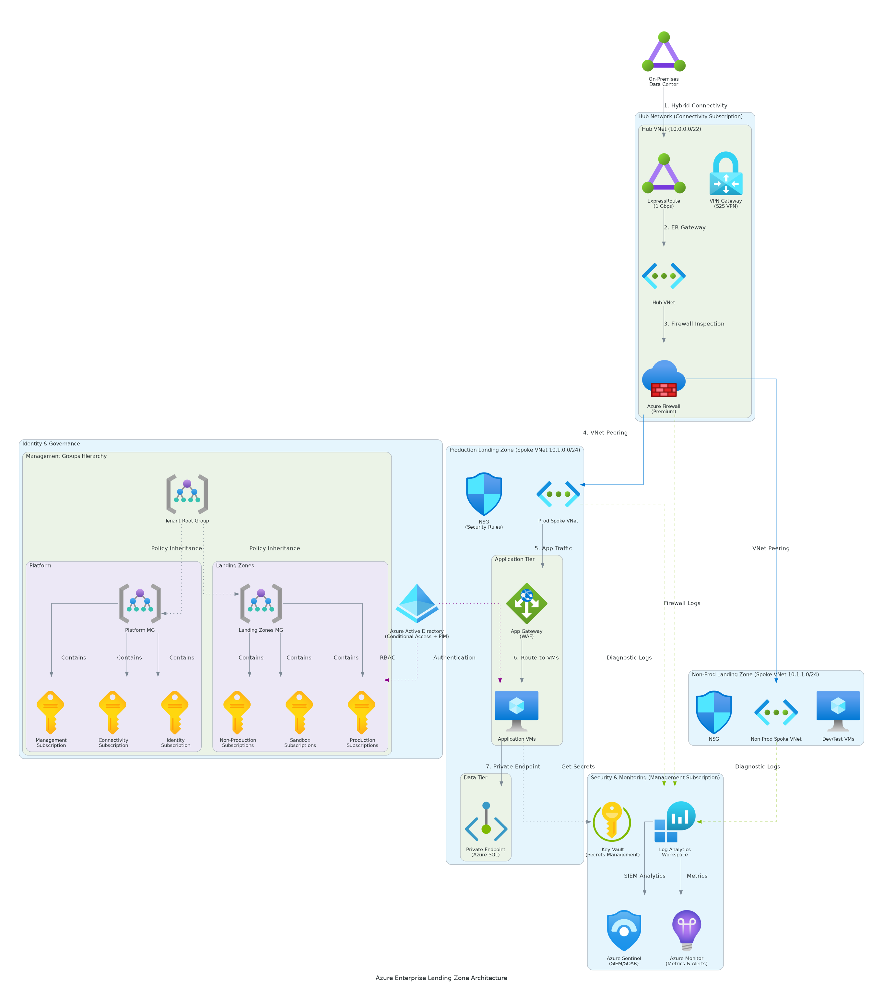 On-Premises
Data Center
1. Hybrid Connectivity
Hub Network (Connectivity Subscription)
Hub VNet (10.0.0.0/22)
ExpressRoute
(1 Gbps)
VPN Gateway
(S2S VPN)
2. ER Gateway
Hub VNet
3. Firewall Inspection
Azure Firewall
(Premium)
4. VNet Peering
VNet Peering
Identity & Governance
Management Groups Hierarchy
Tenant Root Group
Policy Inheritance
Policy Inheritance
Platform
Platform MG
Contains
Contains
Contains
Management
Subscription
Connectivity
Subscription
Identity
Subscription
Landing Zones
Landing Zones MG
Contains
Contains
Contains
Non-Production
Subscriptions
Sandbox
Subscriptions
Production
Subscriptions
Azure Active Directory
(Conditional Access + PIM)
RBAC
Authentication
Production Landing Zone (Spoke VNet 10.1.0.0/24)
NSG
(Security Rules)
Prod Spoke VNet
5. App Traffic
Application Tier
App Gateway
(WAF)
6. Route to VMs
Application VMs
7. Private Endpoint
Get Secrets
Data Tier
Private Endpoint
(Azure SQL)
Firewall Logs
Diagnostic Logs
Non-Prod Landing Zone (Spoke VNet 10.1.1.0/24)
NSG
Non-Prod Spoke VNet
Dev/Test VMs
Diagnostic Logs
Security & Monitoring (Management Subscription)
Key Vault
(Secrets Management)
Log Analytics
Workspace
SIEM Analytics
Metrics
Azure Sentinel
(SIEM/SOAR)
Azure Monitor
(Metrics & Alerts)
Azure Enterprise Landing Zone Architecture